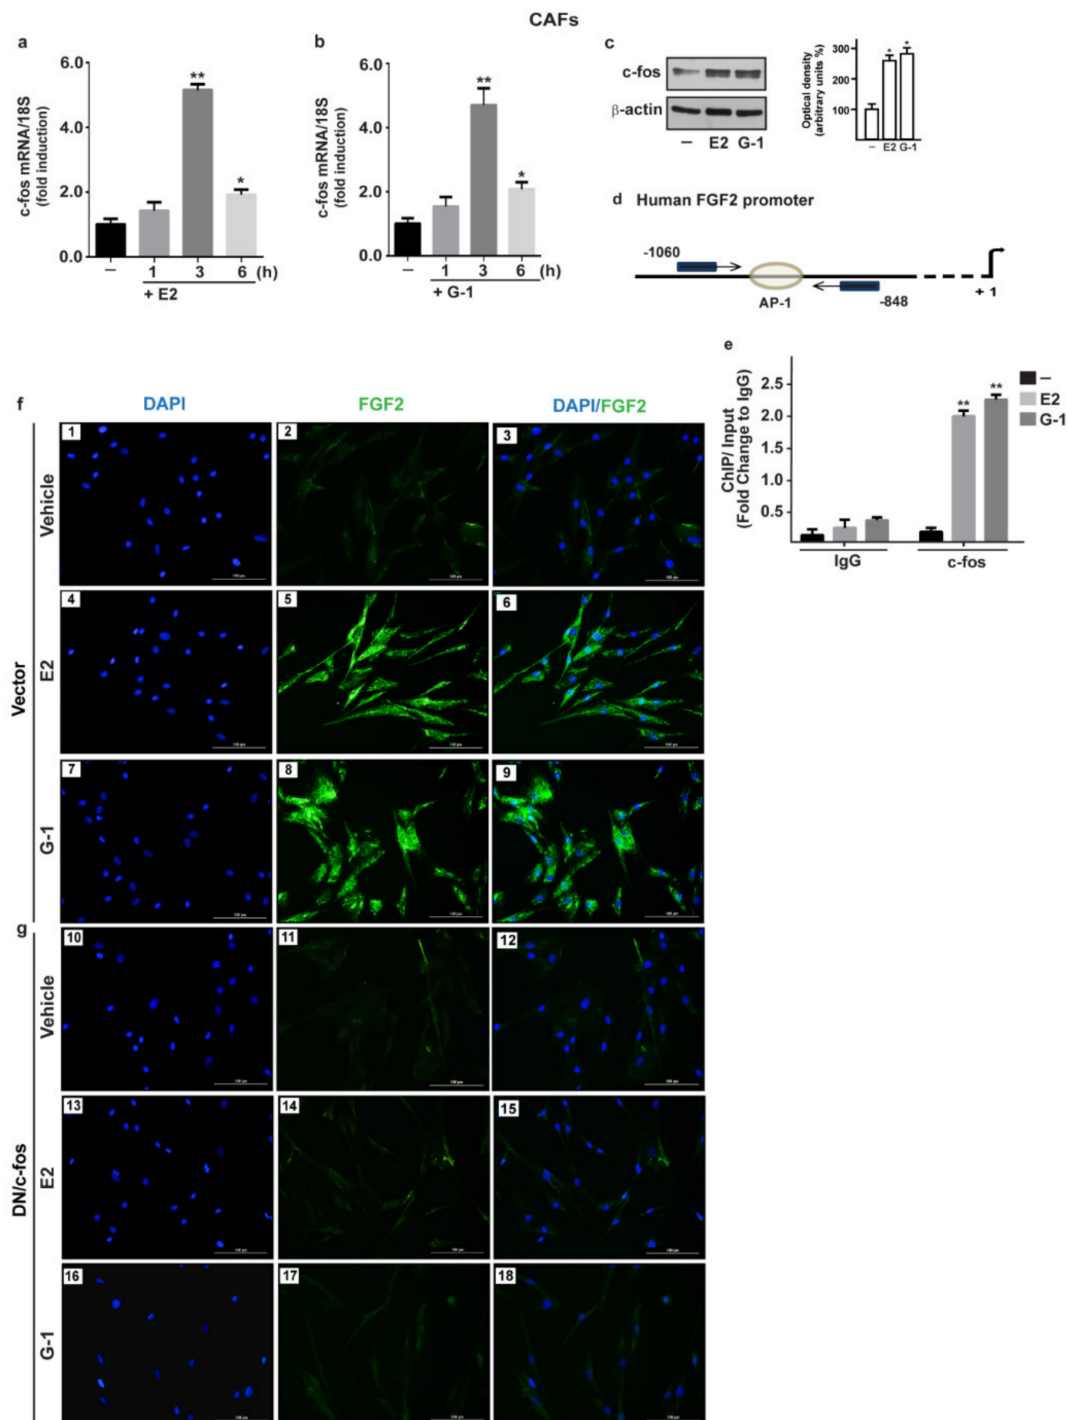 CAFs
a
6.0
4.0
2.0
0.0
c-fos mRNA/18S
(fold induction)
**
*
– 1 3 6 (h)
+ E2
b
6.0
4.0
2.0
0.0
c-fos mRNA/18S
(fold induction)
**
*
– 1 3 6 (h)
+ G-1
c
c-fos
β-actin
– E2 G-1
Optical density
(arbitrary units %)
300
200
100
* *
– E2 G-1
d Human FGF2 promoter
-1060
AP-1
-848
+ 1
e
ChIP/ Input
(Fold Change to IgG)
2.5
2.0
1.5
1.0
0.5
** **
IgG c-fos
–
E2
G-1
f
DAPI FGF2 DAPI/FGF2
Vector
Vehicle
1 2 3
E2
4 5 6
G-1
7 8 9
g
DN/c-fos
Vehicle
10 11 12
E2
13 14 15
G-1
16 17 18